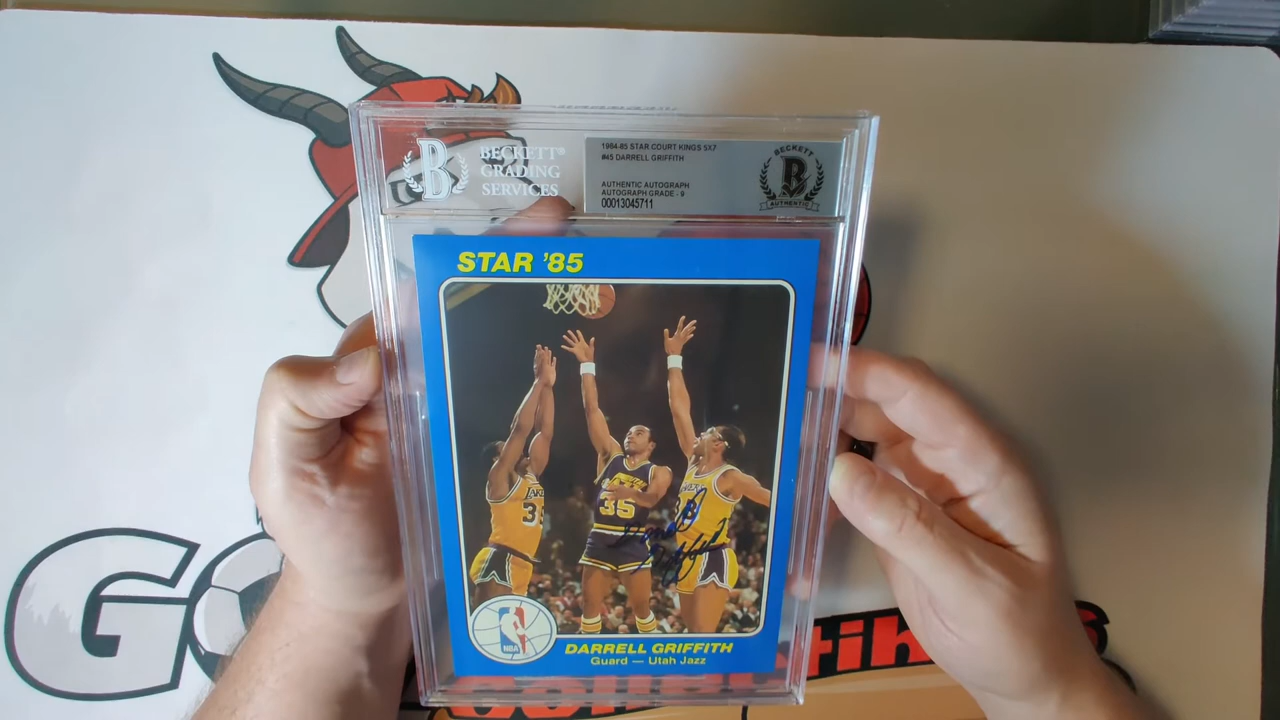 BECKETT®
GRADING
SERVICES
1984-85 STAR COURT KINGS 5X7
#45 DARRELL GRIFFITH
AUTHENTIC AUTOGRAPH
AUTOGRAPH GRADE - 9
00013045711
BECKETT
B
AUTHENTIC
B
STAR '85
35
NBA
DARRELL GRIFFITH
Guard — Utah Jazz